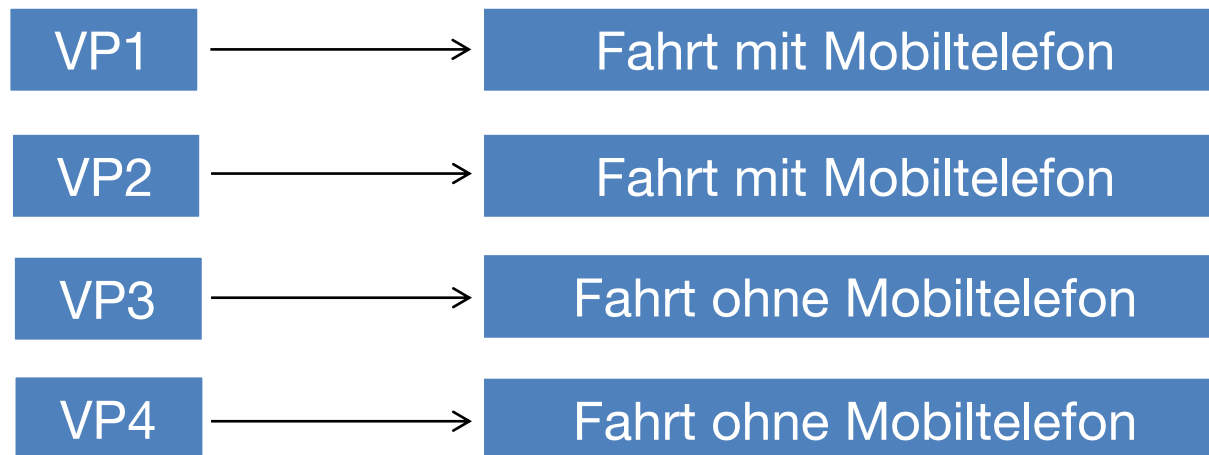 VP1 Fahrt mit Mobiltelefon
VP2 Fahrt mit Mobiltelefon
VP3 Fahrt ohne Mobiltelefon
VP4 Fahrt ohne Mobiltelefon